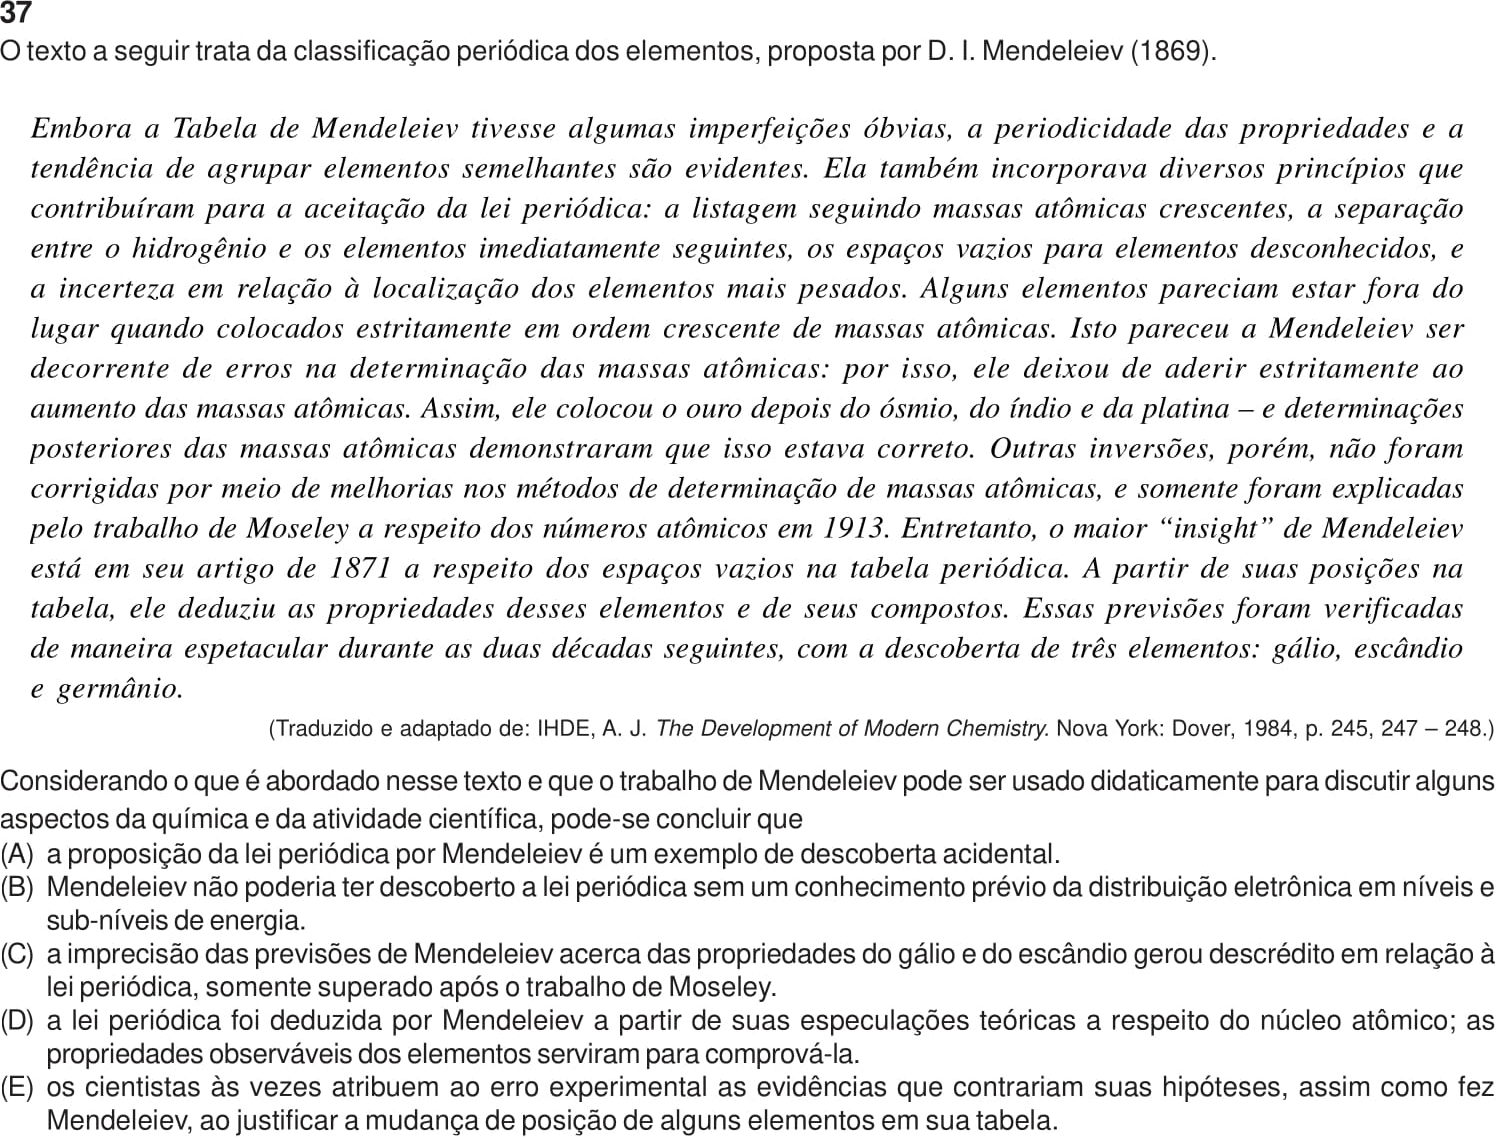 37
O texto a seguir trata da classificação periódica dos elementos, proposta por D. I. Mendeleiev (1869).
Embora a Tabela de Mendeleiev tivesse algumas imperfeições óbvias, a periodicidade das propriedades e a
tendência de agrupar elementos semelhantes são evidentes. Ela também incorporava diversos princípios que
contribuíram para a aceitação da lei periódica: a listagem seguindo massas atômicas crescentes, a separação
entre o hidrogênio e os elementos imediatamente seguintes, os espaços vazios para elementos desconhecidos, e
a incerteza em relação à localização dos elementos mais pesados. Alguns elementos pareciam estar fora do
lugar quando colocados estritamente em ordem crescente de massas atômicas. Isto pareceu a Mendeleiev ser
decorrente de erros na determinação das massas atômicas: por isso, ele deixou de aderir estritamente ao
aumento das massas atômicas. Assim, ele colocou o ouro depois do ósmio, do índio e da platina – e determinações
posteriores das massas atômicas demonstraram que isso estava correto. Outras inversões, porém, não foram
corrigidas por meio de melhorias nos métodos de determinação de massas atômicas, e somente foram explicadas
pelo trabalho de Moseley a respeito dos números atômicos em 1913. Entretanto, o maior “insight” de Mendeleiev
está em seu artigo de 1871 a respeito dos espaços vazios na tabela periódica. A partir de suas posições na
tabela, ele deduziu as propriedades desses elementos e de seus compostos. Essas previsões foram verificadas
de maneira espetacular durante as duas décadas seguintes, com a descoberta de três elementos: gálio, escândio
e germânio.
(Traduzido e adaptado de: IHDE, A. J. The Development of Modern Chemistry. Nova York: Dover, 1984, p. 245, 247 – 248.)
Considerando o que é abordado nesse texto e que o trabalho de Mendeleiev pode ser usado didaticamente para discutir alguns
aspectos da química e da atividade científica, pode-se concluir que
(A) a proposição da lei periódica por Mendeleiev é um exemplo de descoberta acidental.
(B) Mendeleiev não poderia ter descoberto a lei periódica sem um conhecimento prévio da distribuição eletrônica em níveis e
sub-níveis de energia.
(C) a imprecisão das previsões de Mendeleiev acerca das propriedades do gálio e do escândio gerou descrédito em relação à
lei periódica, somente superado após o trabalho de Moseley.
(D) a lei periódica foi deduzida por Mendeleiev a partir de suas especulações teóricas a respeito do núcleo atômico; as
propriedades observáveis dos elementos serviram para comprová-la.
(E) os cientistas às vezes atribuem ao erro experimental as evidências que contrariam suas hipóteses, assim como fez
Mendeleiev, ao justificar a mudança de posição de alguns elementos em sua tabela.